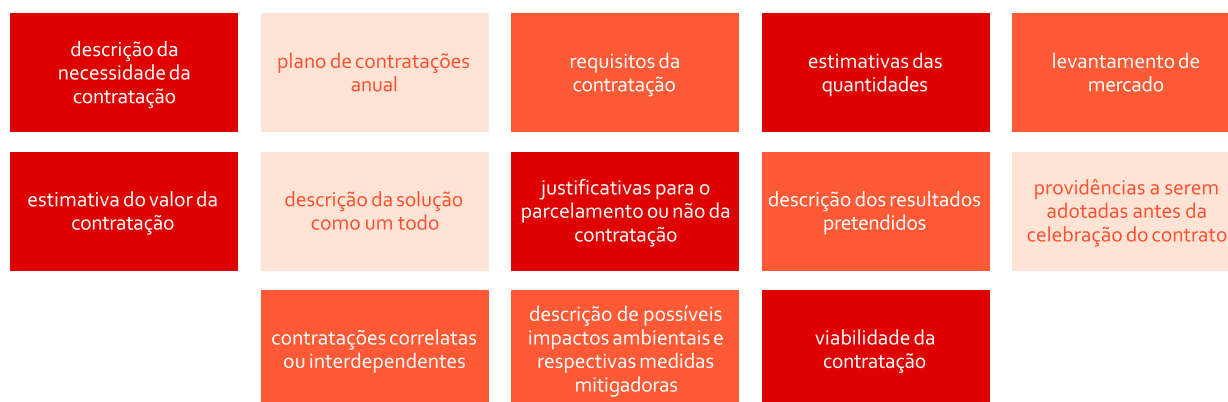 descrição da
necessidade da
contratação
plano de contratações
anual
requisitos da
contratação
estimativas das
quantidades
levantamento de
mercado
estimativa do valor da
contratação
descrição da solução
como um todo
justificativas para o
parcelamento ou não da
contratação
descrição dos resultados
pretendidos
providências a serem
adotadas antes da
celebração do contrato
contratações correlatas
ou interdependentes
descrição de possíveis
impactos ambientais e
respectivas medidas
mitigadoras
viabilidade da
contratação